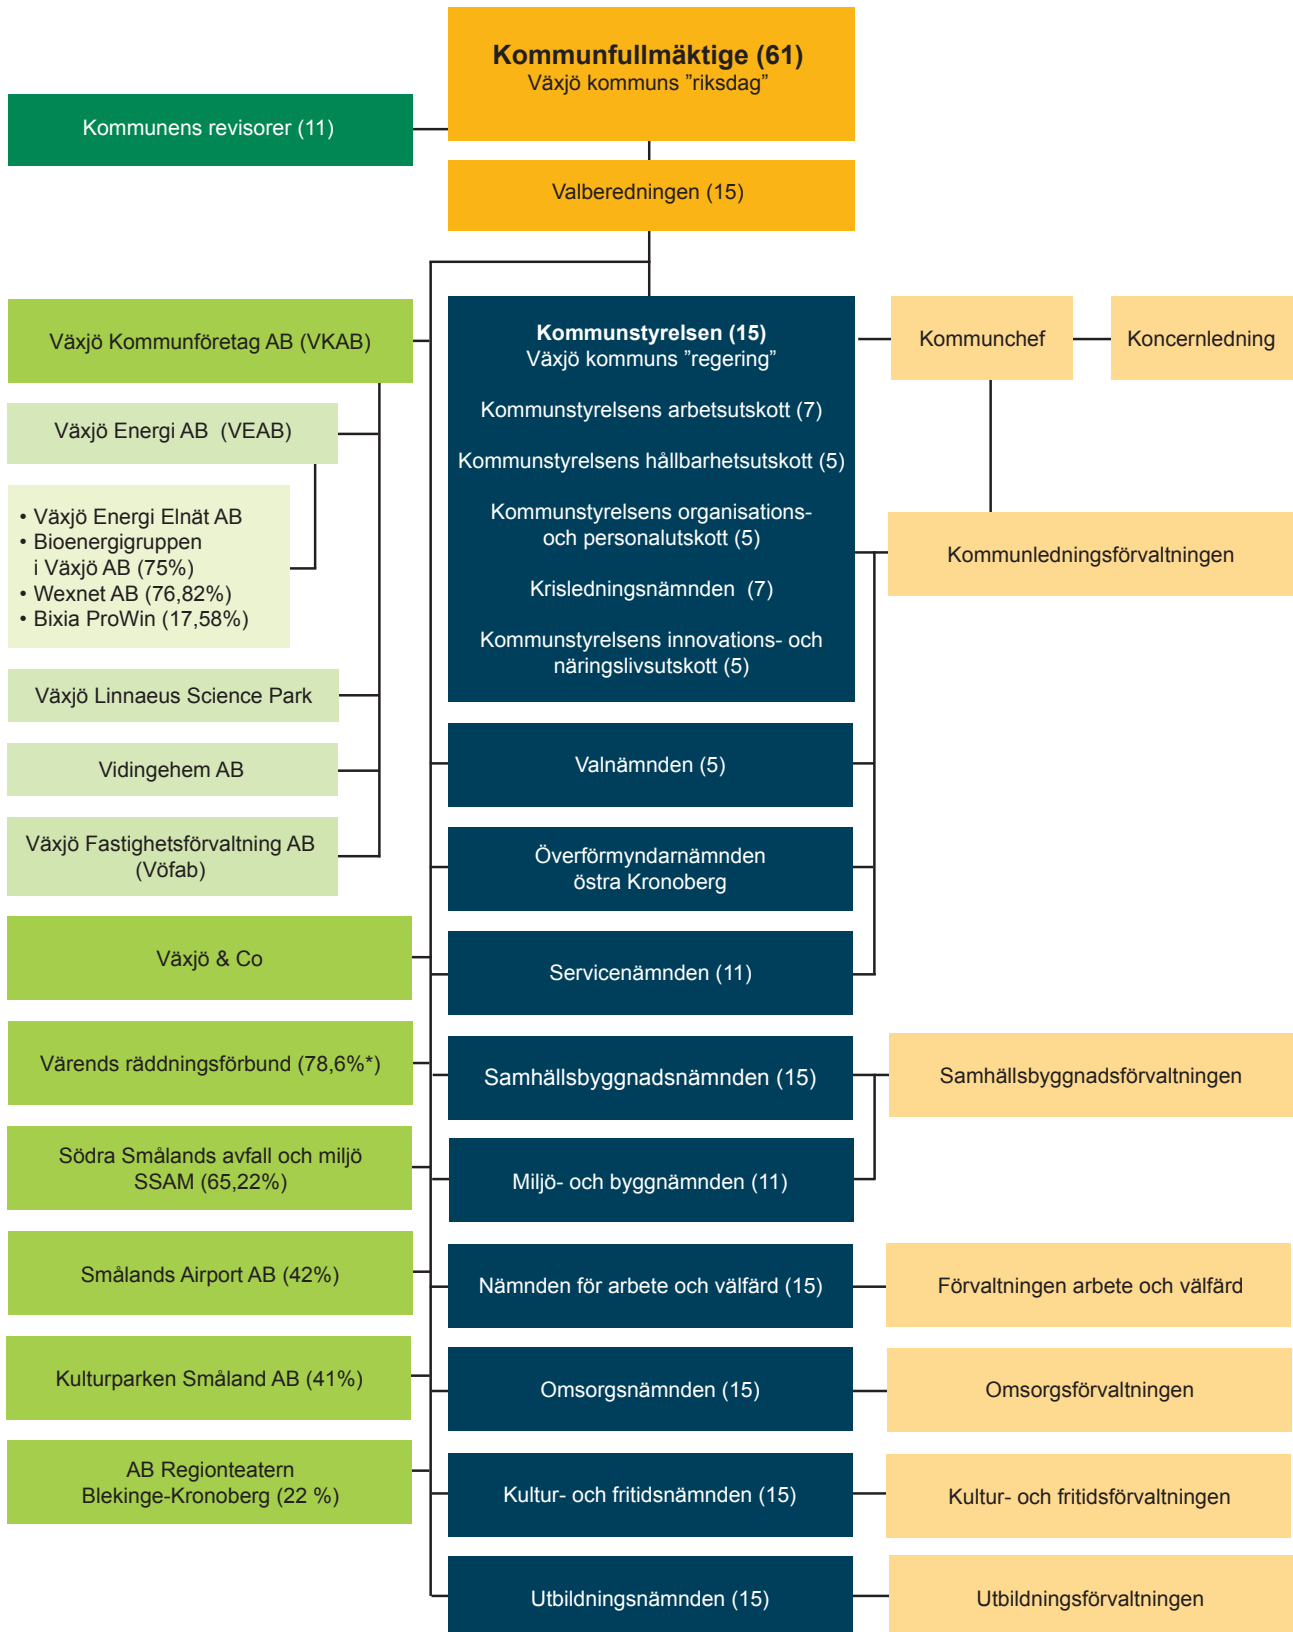 Kommunfullmäktige (61)
Växjö kommuns ”riksdag”
Kommunens revisorer (11)
Valberedningen (15)
Växjö Kommunföretag AB (VKAB)
Växjö Energi AB (VEAB)
• Växjö Energi Elnät AB
• Bioenergigruppen
i Växjö AB (75%)
• Wexnet AB (76,82%)
• Bixia ProWin (17,58%)
Växjö Linnaeus Science Park
Vidingehem AB
Växjö Fastighetsförvaltning AB
(Vöfab)
Växjö & Co
Värends räddningsförbund (78,6%*)
Södra Smålands avfall och miljö
SSAM (65,22%)
Smålands Airport AB (42%)
Kulturparken Småland AB (41%)
AB Regionteatern
Blekinge-Kronoberg (22 %)
Kommunstyrelsen (15)
Växjö kommuns ”regering”
Kommunstyrelsens arbetsutskott (7)
Kommunstyrelsens hållbarhetsutskott (5)
Kommunstyrelsens organisations-
och personalutskott (5)
Krisledningsnämnden (7)
Kommunstyrelsens innovations- och
näringslivsutskott (5)
Valnämnden (5)
Överförmyndarnämnden
östra Kronoberg
Servicenämnden (11)
Samhällsbyggnadsnämnden (15)
Miljö- och byggnämnden (11)
Nämnden för arbete och välfärd (15)
Omsorgsnämnden (15)
Kultur- och fritidsnämnden (15)
Utbildningsnämnden (15)
Kommunchef
Koncernledning
Kommunledningsförvaltningen
Samhällsbyggnadsförvaltningen
Förvaltningen arbete och välfärd
Omsorgsförvaltningen
Kultur- och fritidsförvaltningen
Utbildningsförvaltningen